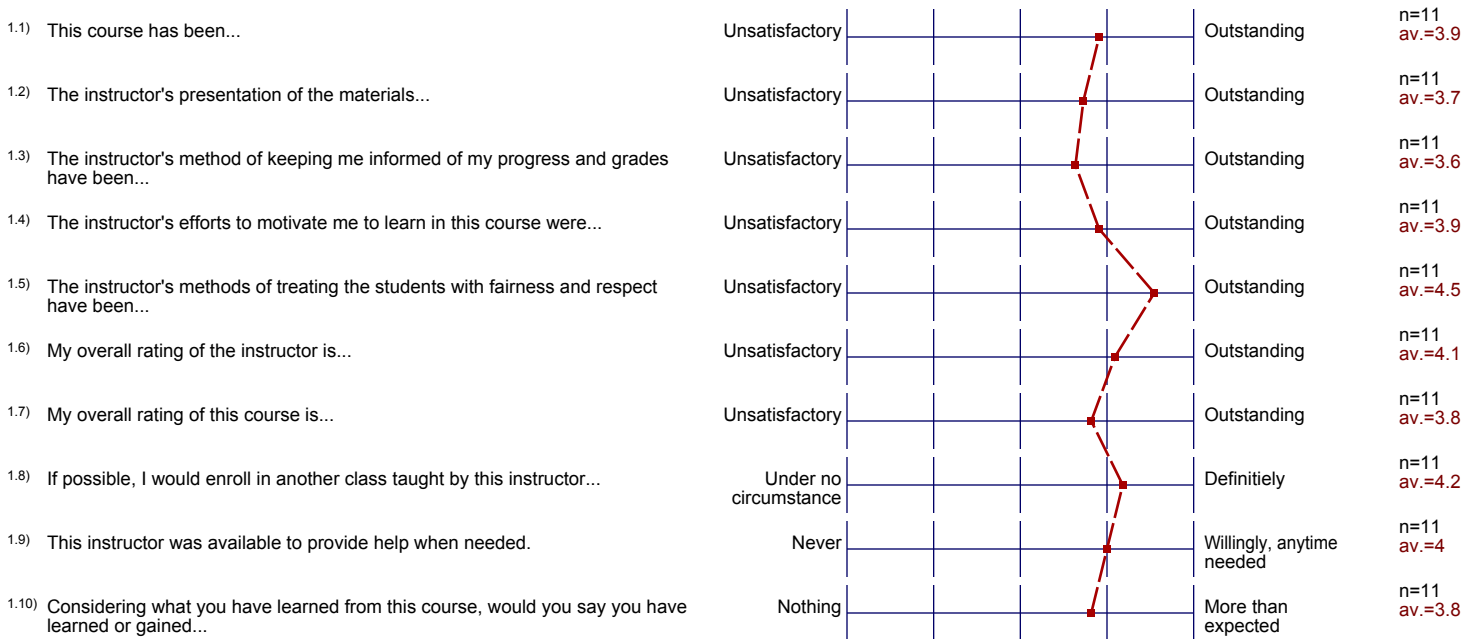 1.1) This course has been... Unsatisfactory Outstanding n=11
av.=3.9
1.2) The instructor's presentation of the materials... Unsatisfactory Outstanding n=11
av.=3.7
1.3) The instructor's method of keeping me informed of my progress and grades Unsatisfactory Outstanding n=11
have been... av.=3.6
1.4) The instructor's efforts to motivate me to learn in this course were... Unsatisfactory Outstanding n=11
av.=3.9
1.5) The instructor's methods of treating the students with fairness and respect Unsatisfactory Outstanding n=11
have been... av.=4.5
1.6) My overall rating of the instructor is... Unsatisfactory Outstanding n=11
av.=4.1
1.7) My overall rating of this course is... Unsatisfactory Outstanding n=11
av.=3.8
1.8) If possible, I would enroll in another class taught by this instructor... Under no Definitiely n=11
circumstance av.=4.2
1.9) This instructor was available to provide help when needed. Never Willingly, anytime n=11
needed av.=4
1.10) Considering what you have learned from this course, would you say you have Nothing More than n=11
learned or gained... expected av.=3.8